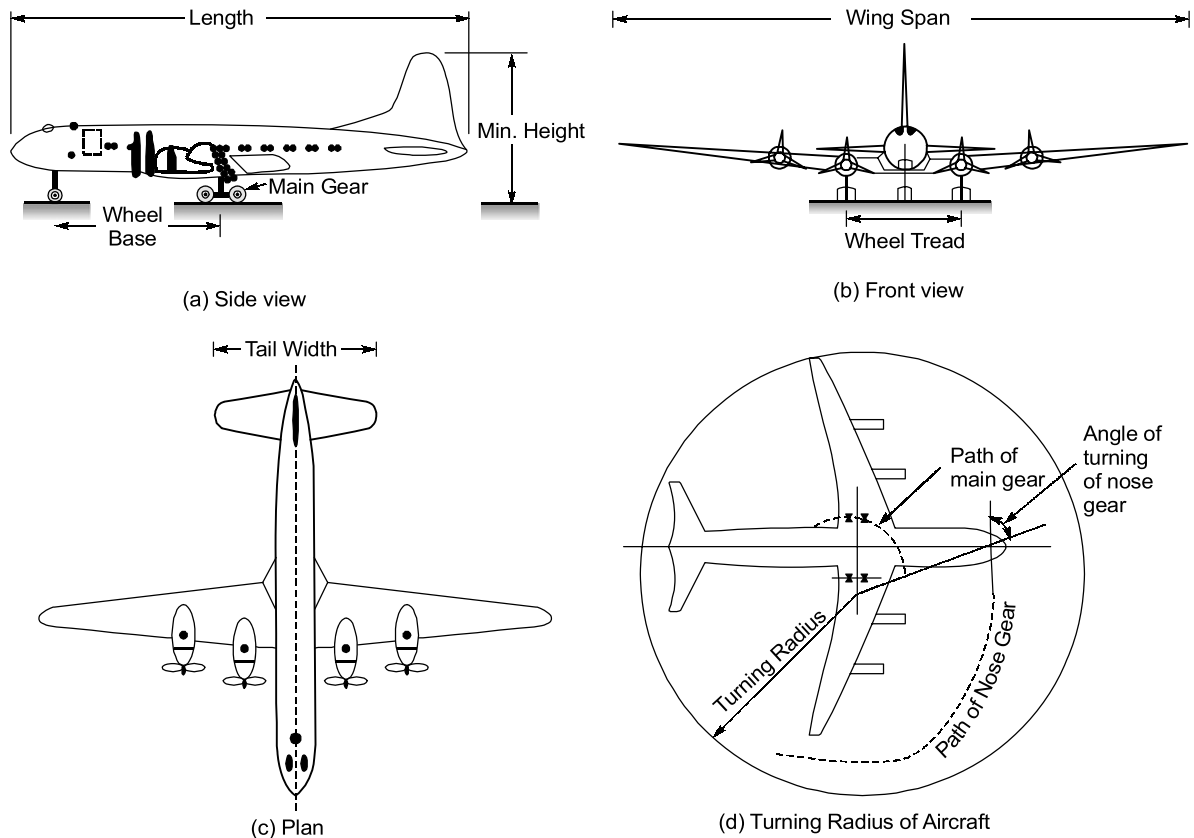 Length
Min. Height
Main Gear
Wheel
Base
(a) Side view
Wing Span
Wheel Tread
(b) Front view
Tail Width
(c) Plan
Path of
main gear
Angle of
turning
of nose
gear
Turning Radius
Path of Nose Gear
(d) Turning Radius of Aircraft